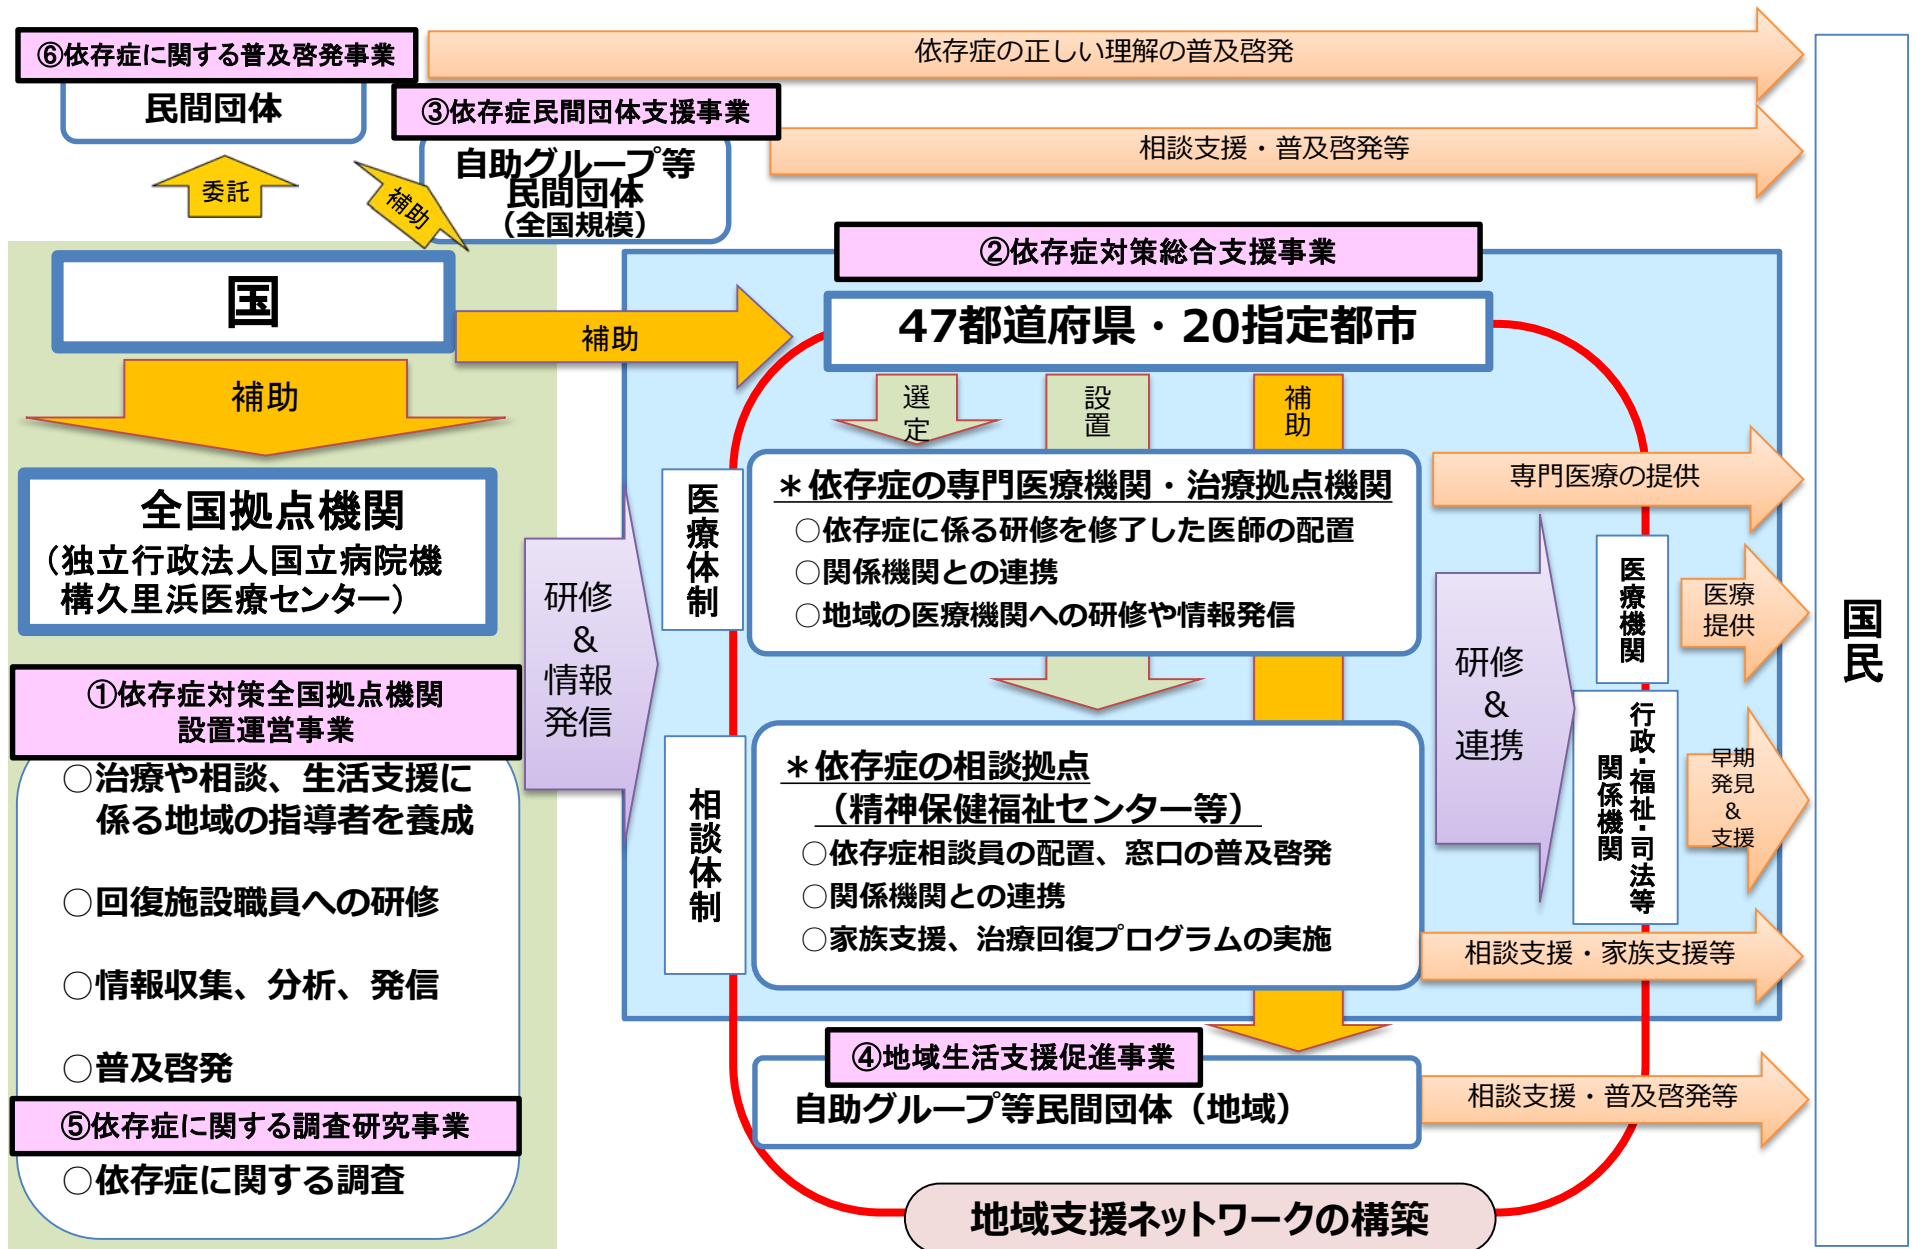 ⑥依存症に関する普及啓発事業
民間団体
依存症の正しい理解の普及啓発
③依存症民間団体支援事業
自助グループ等
民間団体
（全国規模）
相談支援・普及啓発等
委託
補助
国
補助
補助
②依存症対策総合支援事業
47都道府県・20指定都市
選定
設置
補助
全国拠点機関
（独立行政法人国立病院機
構久里浜医療センター）
①依存症対策全国拠点機関
設置運営事業
○治療や相談、生活支援に
係る地域の指導者を養成
○回復施設職員への研修
○情報収集、分析、発信
○普及啓発
⑤依存症に関する調査研究事業
○依存症に関する調査
研修
＆
情報
発信
医療体制
＊依存症の専門医療機関・治療拠点機関
○依存症に係る研修を修了した医師の配置
○関係機関との連携
○地域の医療機関への研修や情報発信
相談体制
＊依存症の相談拠点
（精神保健福祉センター等）
○依存症相談員の配置、窓口の普及啓発
○関係機関との連携
○家族支援、治療回復プログラムの実施
④地域生活支援促進事業
自助グループ等民間団体（地域）
地域支援ネットワークの構築
研修
＆
連携
専門医療の提供
医療機関
医療
提供
行政・福祉・司法等
関係機関
早期
発見
＆
支援
相談支援・家族支援等
相談支援・普及啓発等
国民